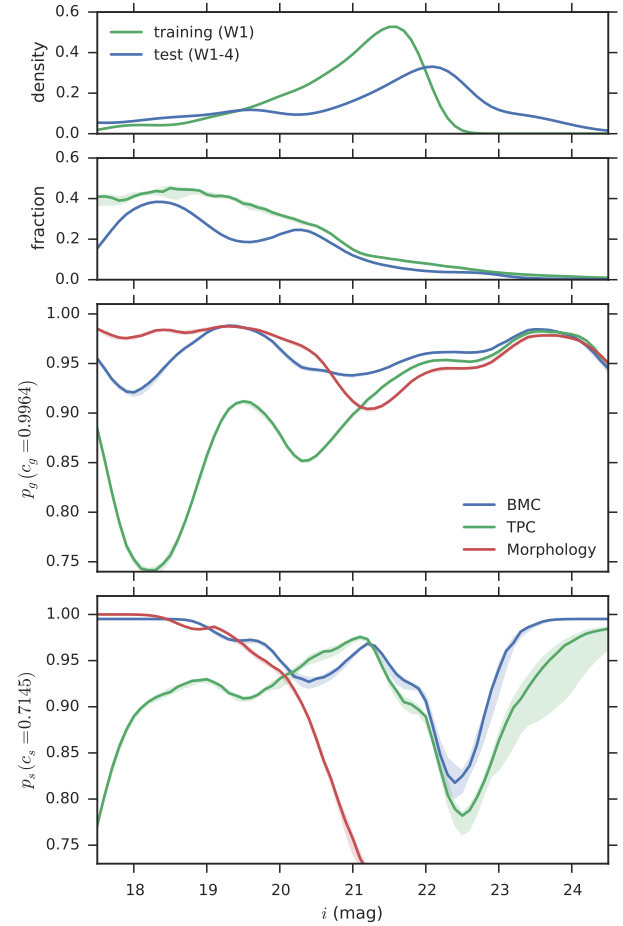 0.6
0.4
0.2
0.0
density
training (W1)
test (W1-4)
0.6
0.4
0.2
0.0
fraction
1.00
0.95
0.90
0.85
0.80
0.75
p_g (c_g =0.9964)
BMC
TPC
Morphology
1.00
0.95
0.90
0.85
0.80
0.75
p_s (c_s =0.7145)
18 19 20 21 22 23 24
i (mag)